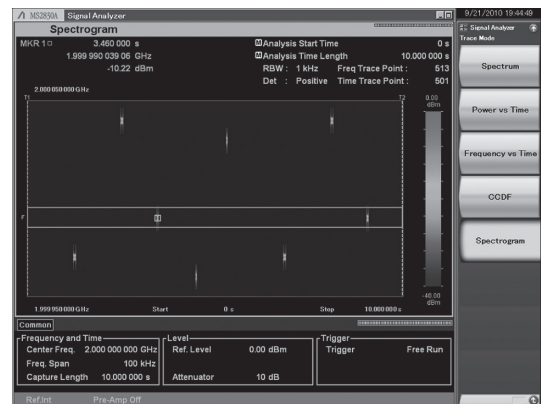 MS2830A Signal Analyzer
9/21/2010 19:44:49
Spectrogram
Signal Analyzer
Trace Mode
MKR 1 3.460 000 s
1.999 990 039 06 GHz
-10.22 dBm
M Analysis Start Time 0 s
M Analysis Time Length 10.000 000 s
RBW : 1 kHz Freq Trace Point : 513
Det : Positive Time Trace Point : 501
2.000 050 000 GHz
T1
T2
0.00
dBm
F
1
-40.00
dBm
1.999 950 000 GHz Start 0 s Stop 10.000 000 s
Spectrum
Power vs Time
Frequency vs Time
CCDF
Spectrogram
Common
Frequency and Time
Center Freq. 2.000 000 000 GHz
Freq. Span 100 kHz
Capture Length 10.000 000 s
Level
Ref. Level 0.00 dBm
Attenuator 10 dB
Trigger
Trigger Free Run
Ref.Int Pre-Amp Off